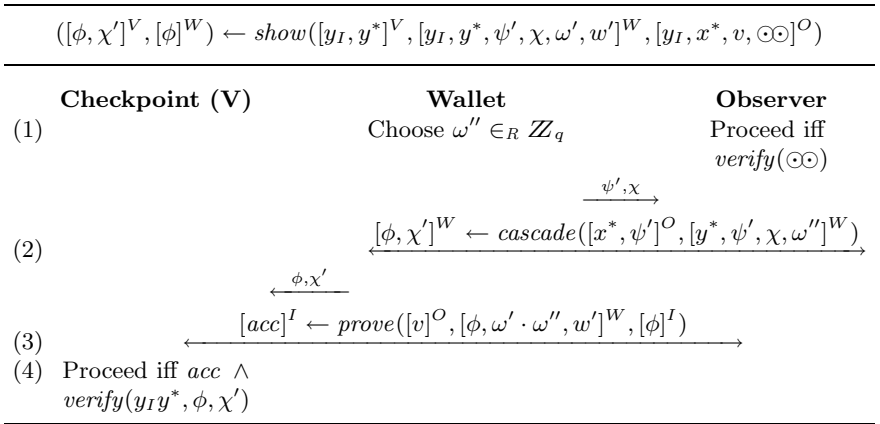 ([ϕ, χ′]^V, [ϕ]^W) ← show([y_I, y*]^V, [y_I, y*, ψ′, χ, ω′, w′]^W, [y_I, x*, v, ⊙⊙]^O)
Checkpoint (V) Wallet Observer
(1) Choose ω″ ∈_R ℤ_q Proceed iff
verify(⊙⊙)
ψ′,χ
(2) [ϕ, χ′]^W ← cascade([x*, ψ′]^O, [y*, ψ′, χ, ω″]^W)
ϕ,χ′
(3) [acc]^I ← prove([v]^O, [ϕ, ω′ · ω″, w′]^W, [ϕ]^I)
(4) Proceed iff acc ∧
verify(y_I y*, ϕ, χ′)